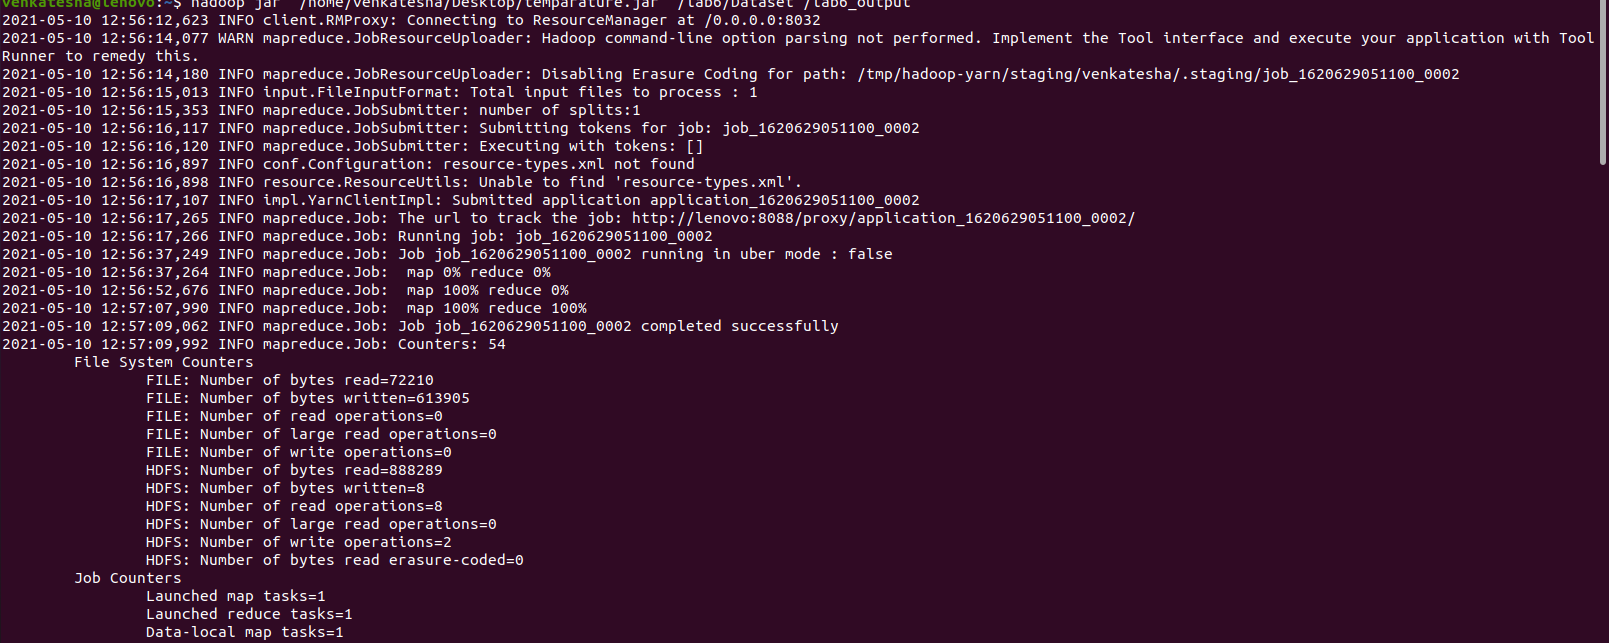 venkatesha@lenovo:~$ hadoop jar /home/venkatesha/Desktop/temparature.jar /lab6/Dataset /lab6_output
2021-05-10 12:56:12,623 INFO client.RMProxy: Connecting to ResourceManager at /0.0.0.0:8032
2021-05-10 12:56:14,077 WARN mapreduce.JobResourceUploader: Hadoop command-line option parsing not performed. Implement the Tool interface and execute your application with Tool
Runner to remedy this.
2021-05-10 12:56:14,180 INFO mapreduce.JobResourceUploader: Disabling Erasure Coding for path: /tmp/hadoop-yarn/staging/venkatesha/.staging/job_1620629051100_0002
2021-05-10 12:56:15,013 INFO input.FileInputFormat: Total input files to process : 1
2021-05-10 12:56:15,353 INFO mapreduce.JobSubmitter: number of splits:1
2021-05-10 12:56:16,117 INFO mapreduce.JobSubmitter: Submitting tokens for job: job_1620629051100_0002
2021-05-10 12:56:16,120 INFO mapreduce.JobSubmitter: Executing with tokens: []
2021-05-10 12:56:16,897 INFO conf.Configuration: resource-types.xml not found
2021-05-10 12:56:16,898 INFO resource.ResourceUtils: Unable to find 'resource-types.xml'.
2021-05-10 12:56:17,107 INFO impl.YarnClientImpl: Submitted application application_1620629051100_0002
2021-05-10 12:56:17,265 INFO mapreduce.Job: The url to track the job: http://lenovo:8088/proxy/application_1620629051100_0002/
2021-05-10 12:56:17,266 INFO mapreduce.Job: Running job: job_1620629051100_0002
2021-05-10 12:56:37,249 INFO mapreduce.Job: Job job_1620629051100_0002 running in uber mode : false
2021-05-10 12:56:37,264 INFO mapreduce.Job:  map 0% reduce 0%
2021-05-10 12:56:52,676 INFO mapreduce.Job:  map 100% reduce 0%
2021-05-10 12:57:07,990 INFO mapreduce.Job:  map 100% reduce 100%
2021-05-10 12:57:09,062 INFO mapreduce.Job: Job job_1620629051100_0002 completed successfully
2021-05-10 12:57:09,992 INFO mapreduce.Job: Counters: 54
File System Counters
FILE: Number of bytes read=72210
FILE: Number of bytes written=613905
FILE: Number of read operations=0
FILE: Number of large read operations=0
FILE: Number of write operations=0
HDFS: Number of bytes read=888289
HDFS: Number of bytes written=8
HDFS: Number of read operations=8
HDFS: Number of large read operations=0
HDFS: Number of write operations=2
HDFS: Number of bytes read erasure-coded=0
Job Counters
Launched map tasks=1
Launched reduce tasks=1
Data-local map tasks=1